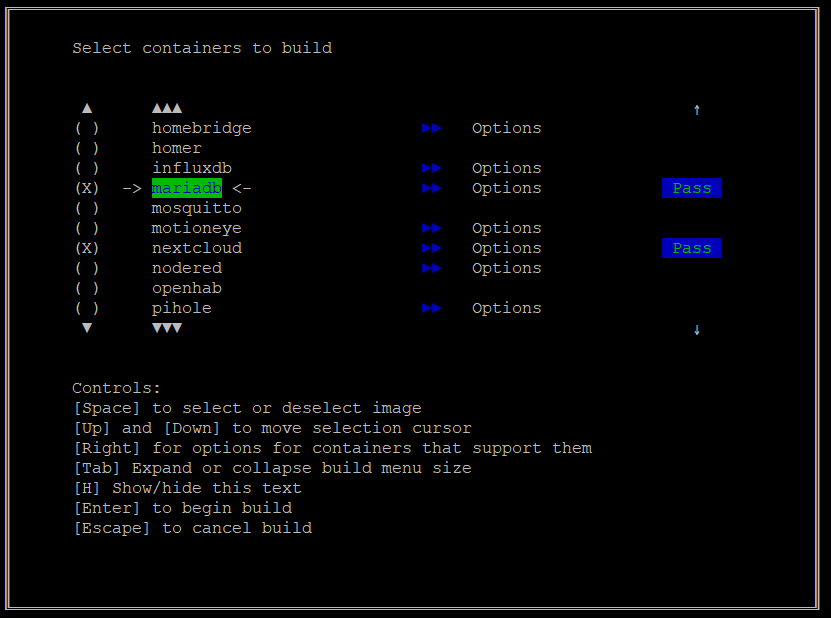 Select containers to build
▲ ▲▲▲ ↑
( ) homebridge ►► Options
( ) homer
( ) influxdb ►► Options
(X) -> mariadb <- ►► Options Pass
( ) mosquitto
( ) motioneye ►► Options
(X) nextcloud ►► Options Pass
( ) nodered ►► Options
( ) openhab
( ) pihole ►► Options
▼ ▼▼▼ ↓
Controls:
[Space] to select or deselect image
[Up] and [Down] to move selection cursor
[Right] for options for containers that support them
[Tab] Expand or collapse build menu size
[H] Show/hide this text
[Enter] to begin build
[Escape] to cancel build